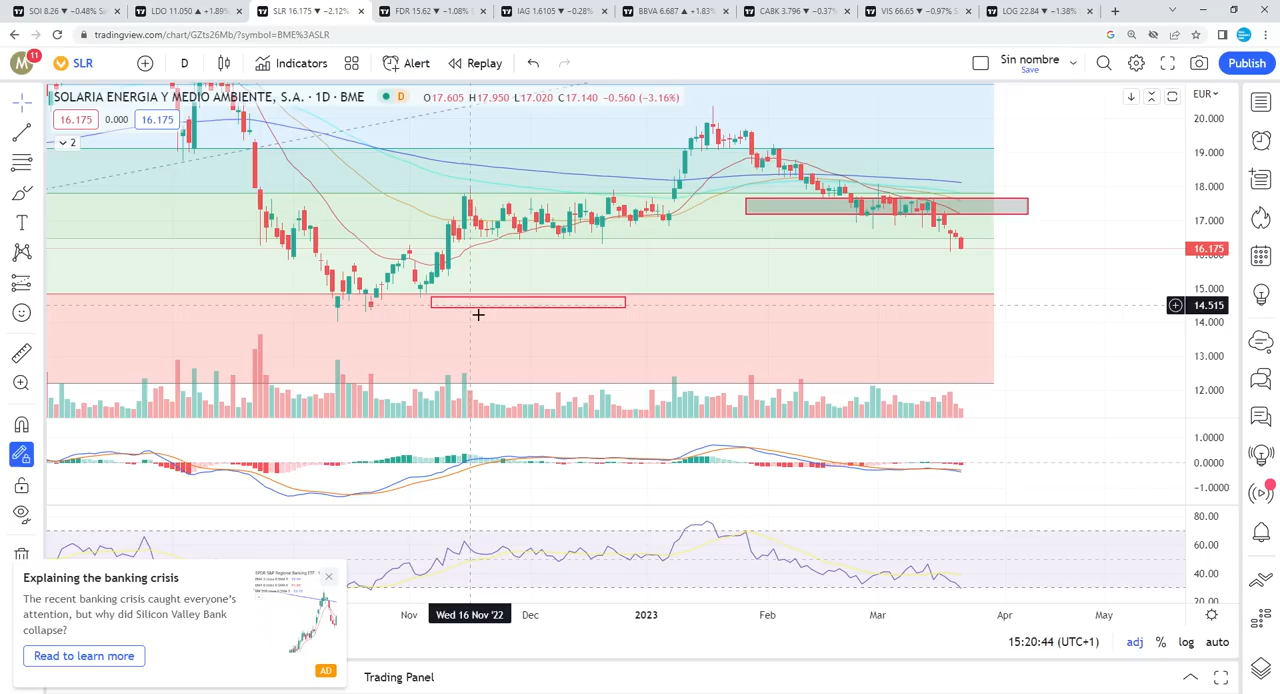 SOI 8.26 ▼ −0.48% S
LDO 11.050 ▲ +1.89%
SLR 16.175 ▼ −2.12%
FDR 15.62 ▼ −1.08%
IAG 1.6105 ▼ −0.28%
BBVA 6.687 ▲ +1.83%
CABK 3.796 ▼ −0.37%
VIS 66.65 ▼ −0.97%
LOG 22.84 ▼ −1.38%
tradingview.com/chart/GZts26Mb/?symbol=BME%3ASLR
M
11
SLR
D
Indicators
Alert
Replay
Sin nombre
Save
Publish
SOLARIA ENERGIA Y MEDIO AMBIENTE, S.A. · 1D · BME
D
O17.605 H17.950 L17.020 C17.140 −0.560 (−3.16%)
EUR
16.175
0.000
16.175
2
20.000
19.000
18.000
17.000
16.175
16.000
15.000
14.515
14.000
13.000
12.000
1.0000
0.0000
−1.0000
80.00
60.00
40.00
20.00
Explaining the banking crisis
The recent banking crisis caught everyone's
attention, but why did Silicon Valley Bank
collapse?
Read to learn more
AD
Nov
Wed 16 Nov '22
Dec
2023
Feb
Mar
Apr
May
15:20:44 (UTC+1)
adj
%
log
auto
Trading Panel